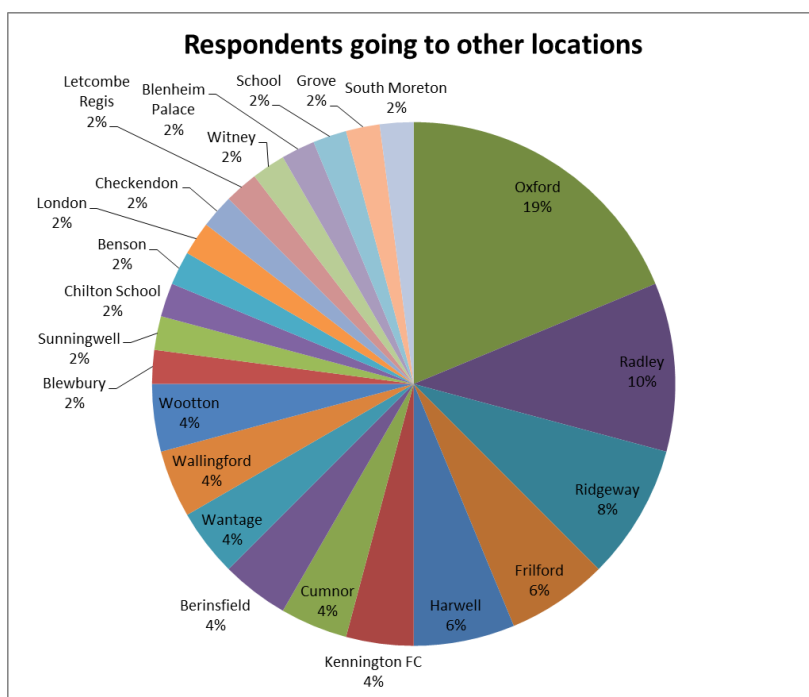 Respondents going to other locations
Oxford
19%
Radley
10%
Ridgeway
8%
Frilford
6%
Harwell
6%
Kennington FC
4%
Cumnor
4%
Berinsfield
4%
Wantage
4%
Wallingford
4%
Wootton
4%
Blewbury
2%
Sunningwell
2%
Chilton School
2%
Benson
2%
London
2%
Checkendon
2%
Letcombe
Regis
2%
Witney
2%
Blenheim
Palace
2%
School
2%
Grove
2%
South Moreton
2%